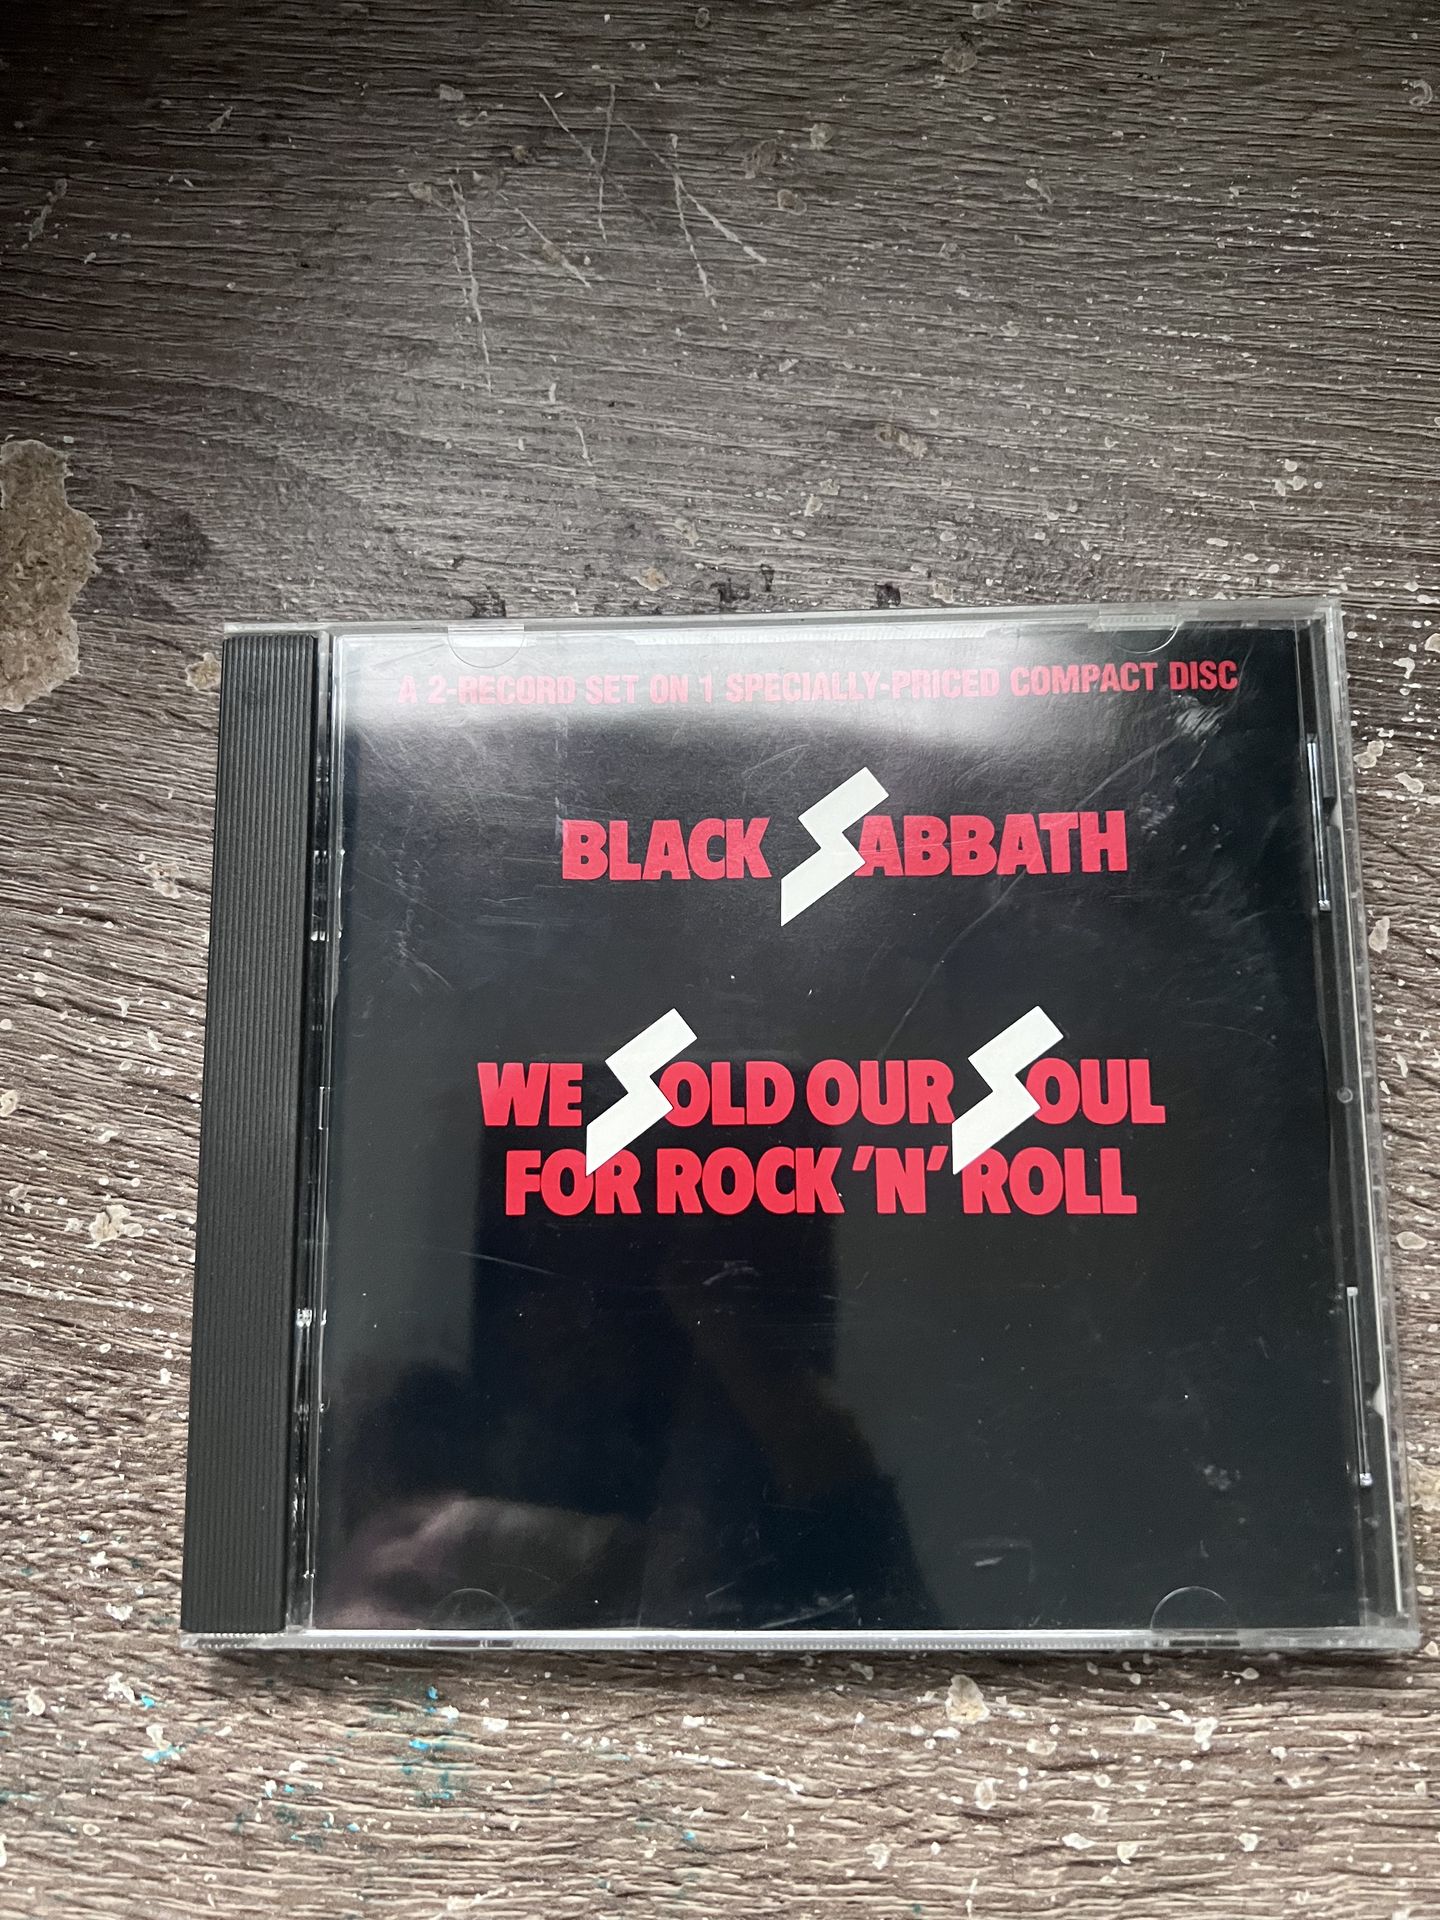 A 2-RECORD SET ON 1 SPECIALLY-PRICED COMPACT DISC
BLACK SABBATH
WE SOLD OUR SOUL
FOR ROCK 'N' ROLL